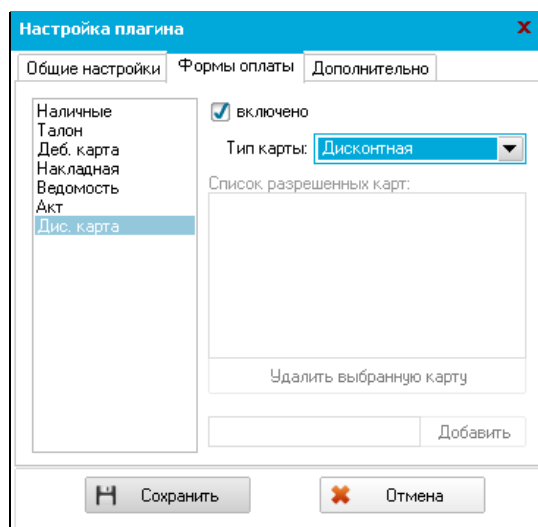 Настройка плагина
x
Общие настройки
Формы оплаты
Дополнительно
Наличные
Талон
Деб. карта
Накладная
Ведомость
Акт
Дис. карта
включено
Тип карты: Дисконтная
Список разрешенных карт:
Удалить выбранную карту
Добавить
Сохранить
Отмена